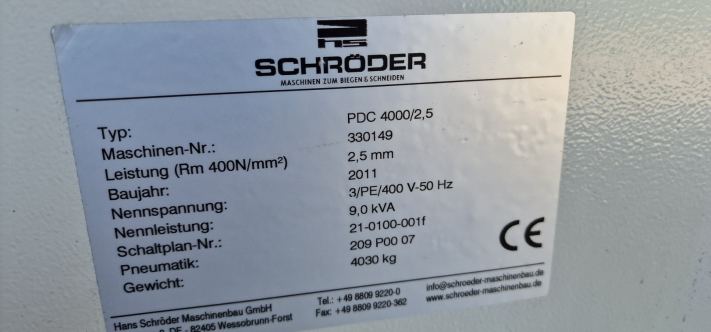 hs
SCHRÖDER
MASCHINEN ZUM BIEGEN & SCHNEIDEN
Typ: PDC 4000/2,5
Maschinen-Nr.: 330149
Leistung (Rm 400N/mm²) 2,5 mm
Baujahr: 2011
Nennspannung: 3/PE/400 V-50 Hz
Nennleistung: 9,0 kVA
Schaltplan-Nr.: 21-0100-001f
Pneumatik: 209 P00 07
Gewicht: 4030 kg
CE
Hans Schröder Maschinenbau GmbH Tel.: +49 8809 9220-0 info@schroeder-maschinenbau.de
DE - 82405 Wessobrunn-Forst Fax: +49 8809 9220-362 www.schroeder-maschinenbau.de